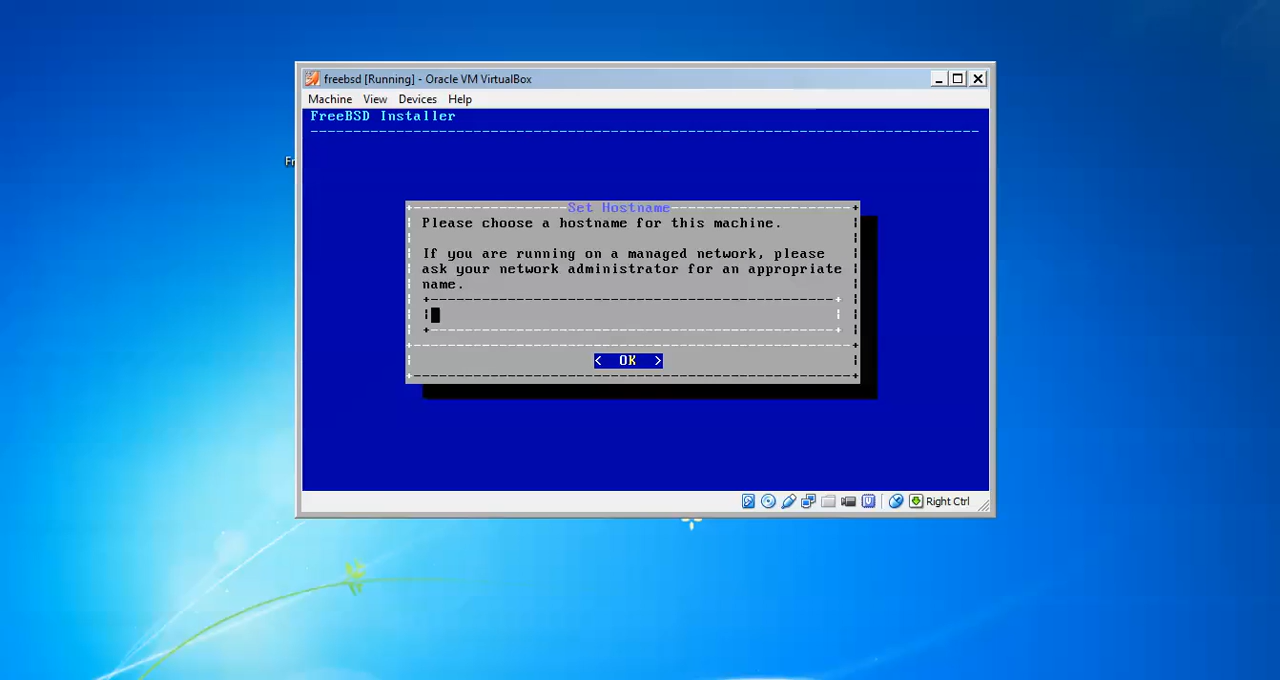 freebsd [Running] - Oracle VM VirtualBox
Machine View Devices Help
FreeBSD Installer
Fr
Set Hostname
Please choose a hostname for this machine.
If you are running on a managed network, please
ask your network administrator for an appropriate
name.
< OK >
Right Ctrl